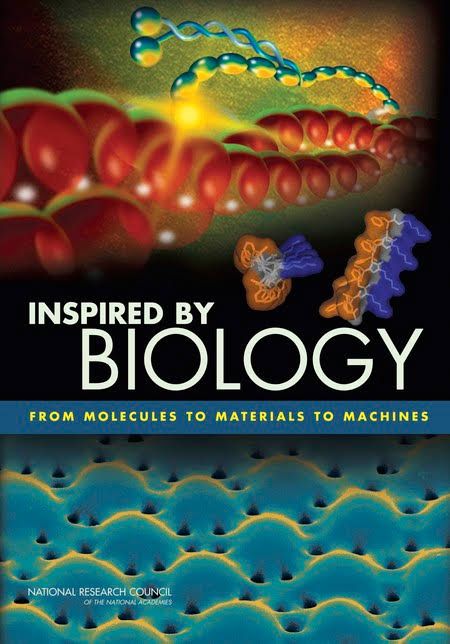 INSPIRED BY
BIOLOGY
FROM MOLECULES TO MATERIALS TO MACHINES
NATIONAL RESEARCH COUNCIL
OF THE NATIONAL ACADEMIES